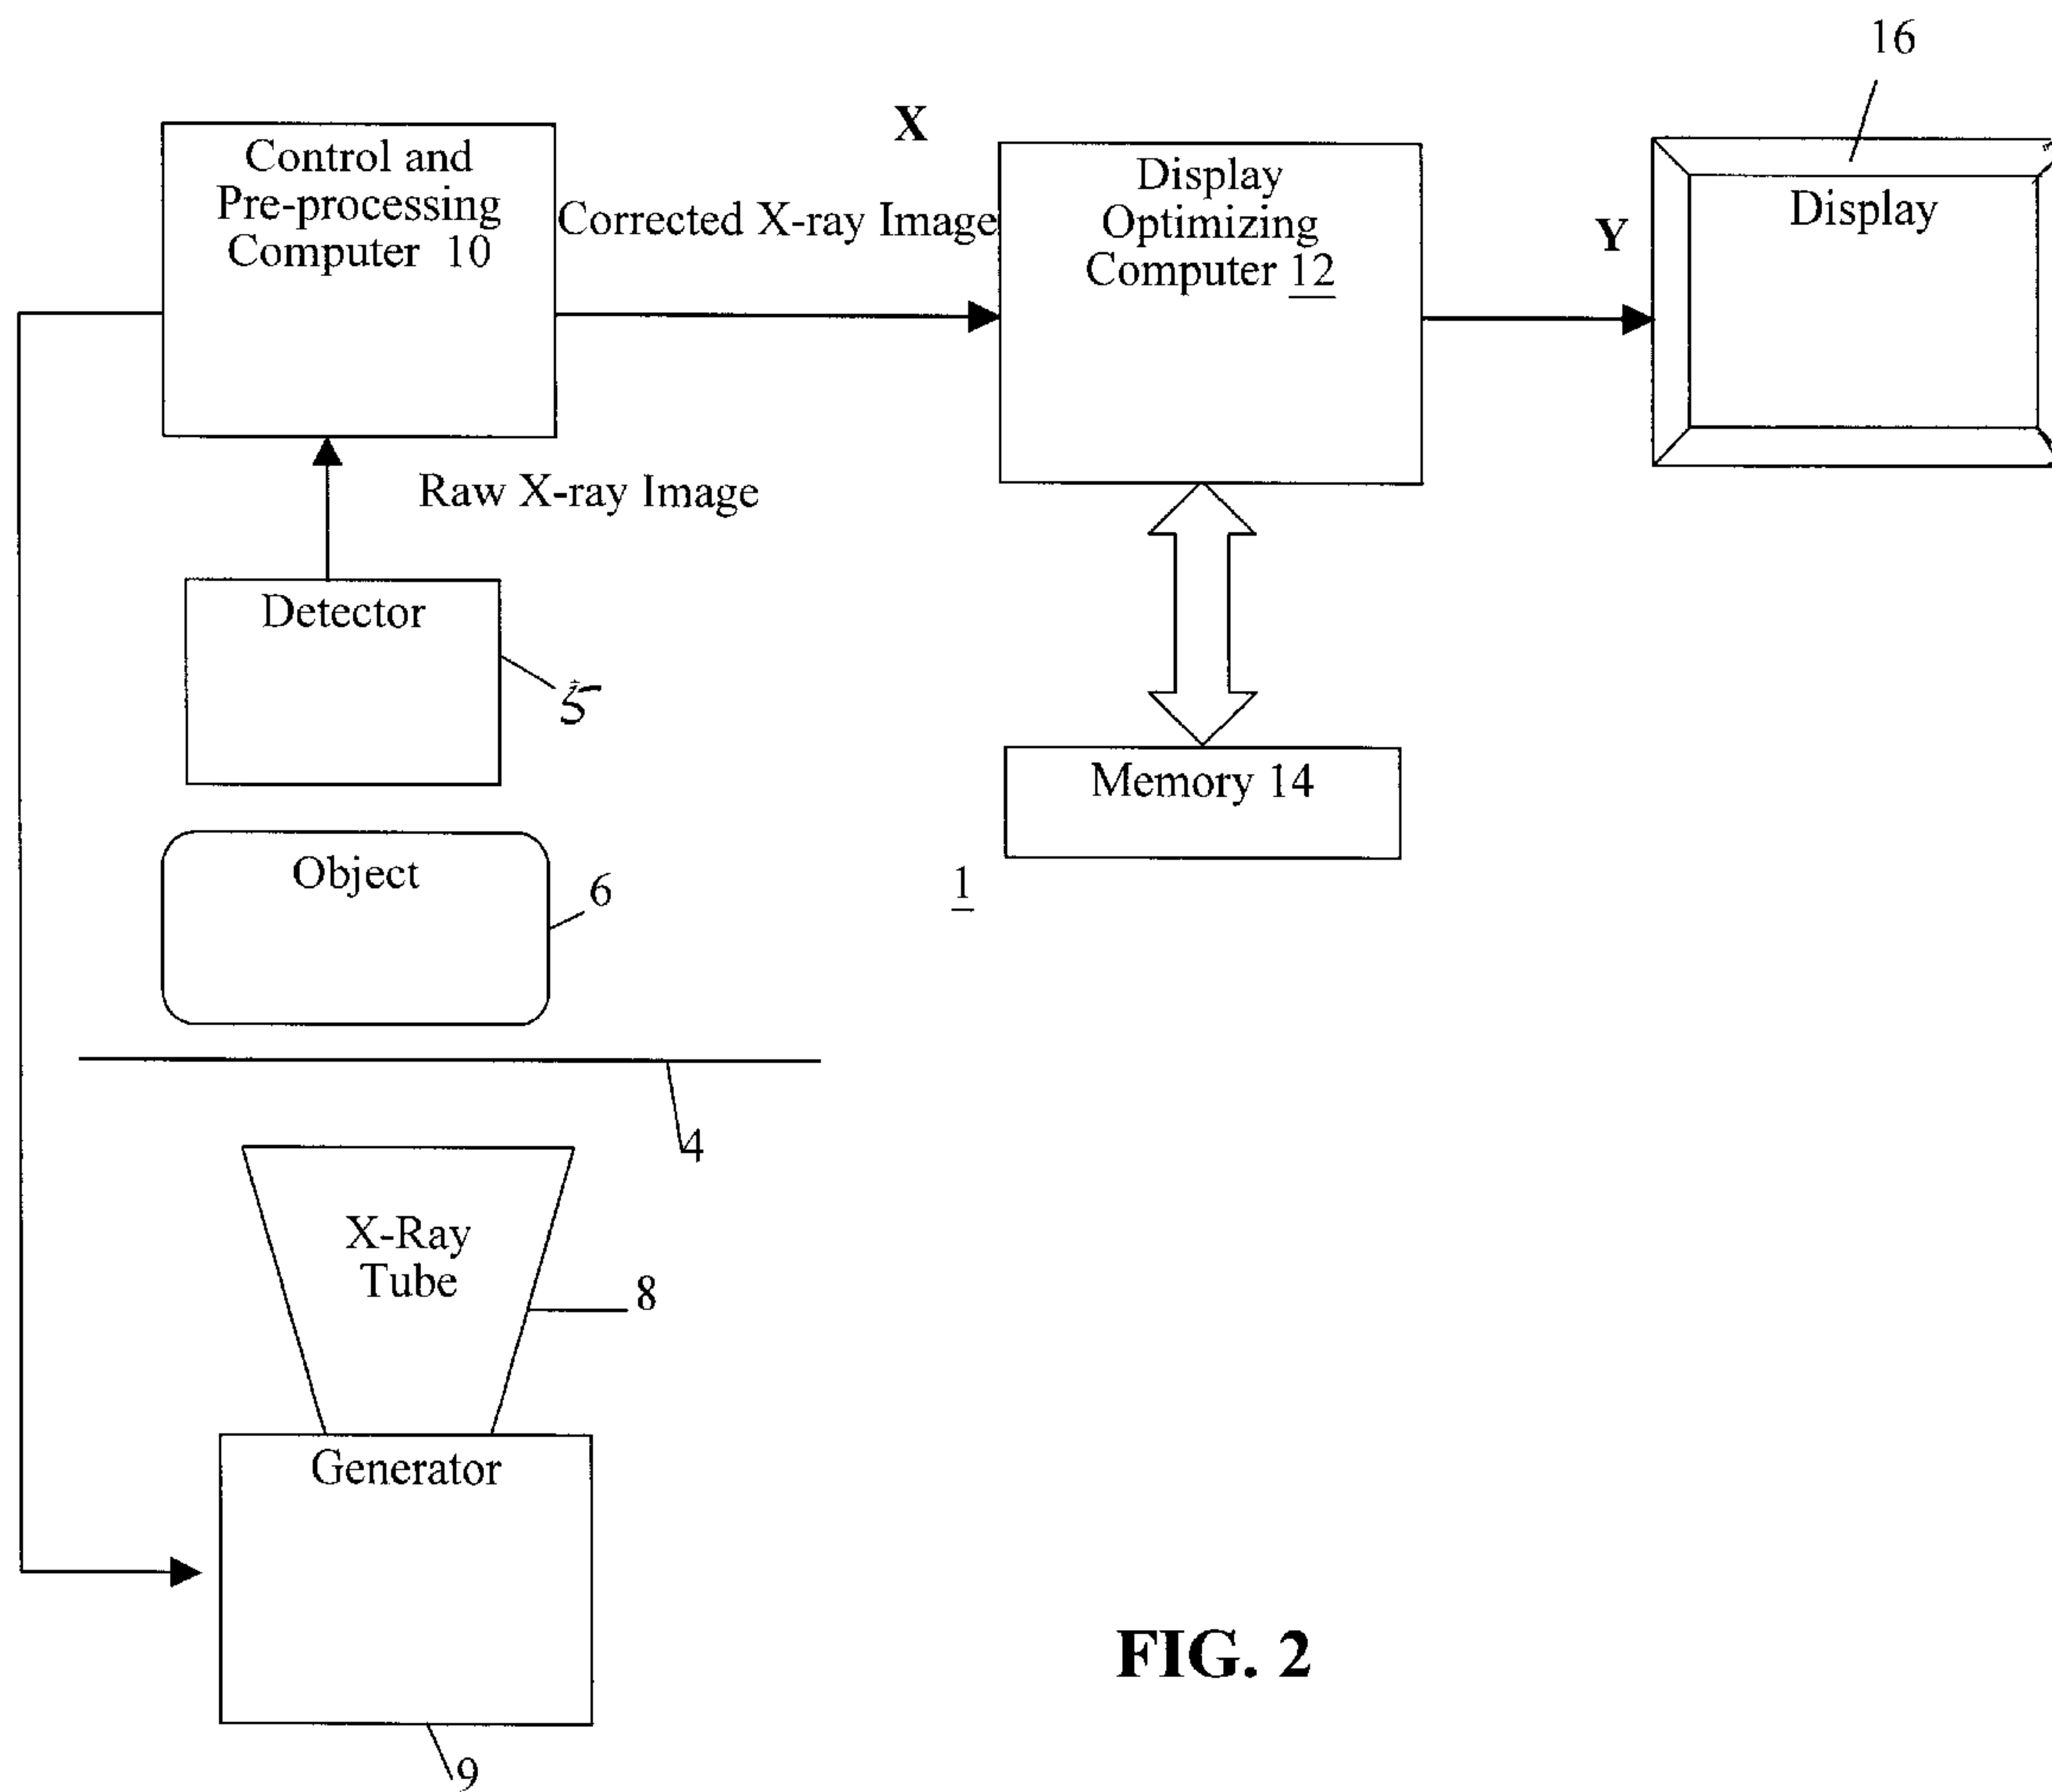 16
X
Control and
Pre-processing
Computer 10
Corrected X-ray Image
Display
Optimizing
Computer 12
Y
Display
Raw X-ray Image
Detector
5
Memory 14
Object
6
1
4
X-Ray
Tube
8
Generator
9
FIG. 2